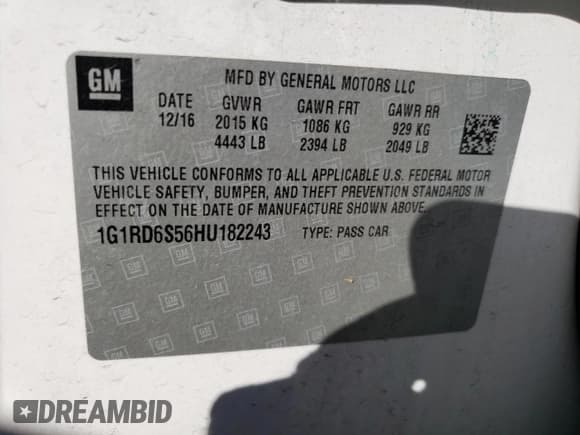 GM
MFD BY GENERAL MOTORS LLC
DATE GVWR GAWR FRT GAWR RR
12/16 2015 KG 1086 KG 929 KG
4443 LB 2394 LB 2049 LB
THIS VEHICLE CONFORMS TO ALL APPLICABLE U.S. FEDERAL MOTOR
VEHICLE SAFETY, BUMPER, AND THEFT PREVENTION STANDARDS IN
EFFECT ON THE DATE OF MANUFACTURE SHOWN ABOVE.
1G1RD6S56HU182243 TYPE: PASS CAR
DREAMBID